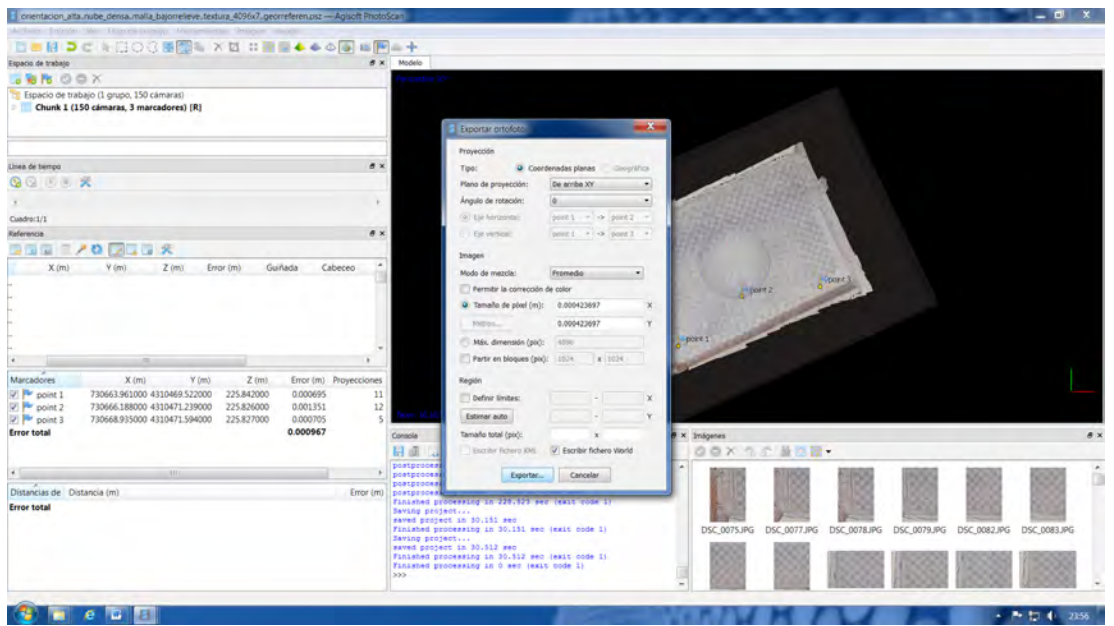 orientacion_alta.nube_densa.malla_bajorrelieve.textura_4096x7.georreferen.psz — Agisoft PhotoScan
Espacio de trabajo
Espacio de trabajo (1 grupo, 150 cámaras)
Chunk 1 (150 cámaras, 3 marcadores) [R]
Línea de tiempo
Cuadro:1/1
Referencia
X (m) Y (m) Z (m) Error (m) Guiñada Cabeceo
Marcadores X (m) Y (m) Z (m) Error (m) Proyecciones
point 1 730663.961000 4310469.522000 225.842000 0.000695 11
point 2 730666.188000 4310471.239000 225.826000 0.001351 12
point 3 730668.935000 4310471.594000 225.827000 0.000705 5
Error total 0.000967
Distancias de Distancia (m) Error (m)
Error total
Modelo
point 1
point 2
point 3
Exportar ortofoto
Proyección
Tipo: Coordenadas planas Geográfica
Plano de proyección: De arriba XY
Ángulo de rotación: 0
Eje horizontal: point 1 -> point 2
Eje vertical: point 1 -> point 3
Imagen
Modo de mezcla: Promedio
Permitir la corrección de color
Tamaño de píxel (m): 0.000423697 X
Metros... 0.000423697 Y
Máx. dimensión (pix): 4096
Partir en bloques (pix): 1024 x 1024
Región
Definir límites: - X
Estimar auto - Y
Tamaño total (pix): x
Escribir fichero KML Escribir fichero World
Exportar... Cancelar
Consola
postproces
postproces
postproces
postproces
Finished processing in 228.523 sec (exit code 1)
Saving project...
saved project in 30.151 sec
Finished processing in 30.151 sec (exit code 1)
Saving project...
saved project in 30.512 sec
Finished processing in 30.512 sec (exit code 1)
Finished processing in 0 sec (exit code 1)
>>>
Imágenes
DSC_0075.JPG DSC_0077.JPG DSC_0078.JPG DSC_0079.JPG DSC_0082.JPG DSC_0083.JPG
23:56